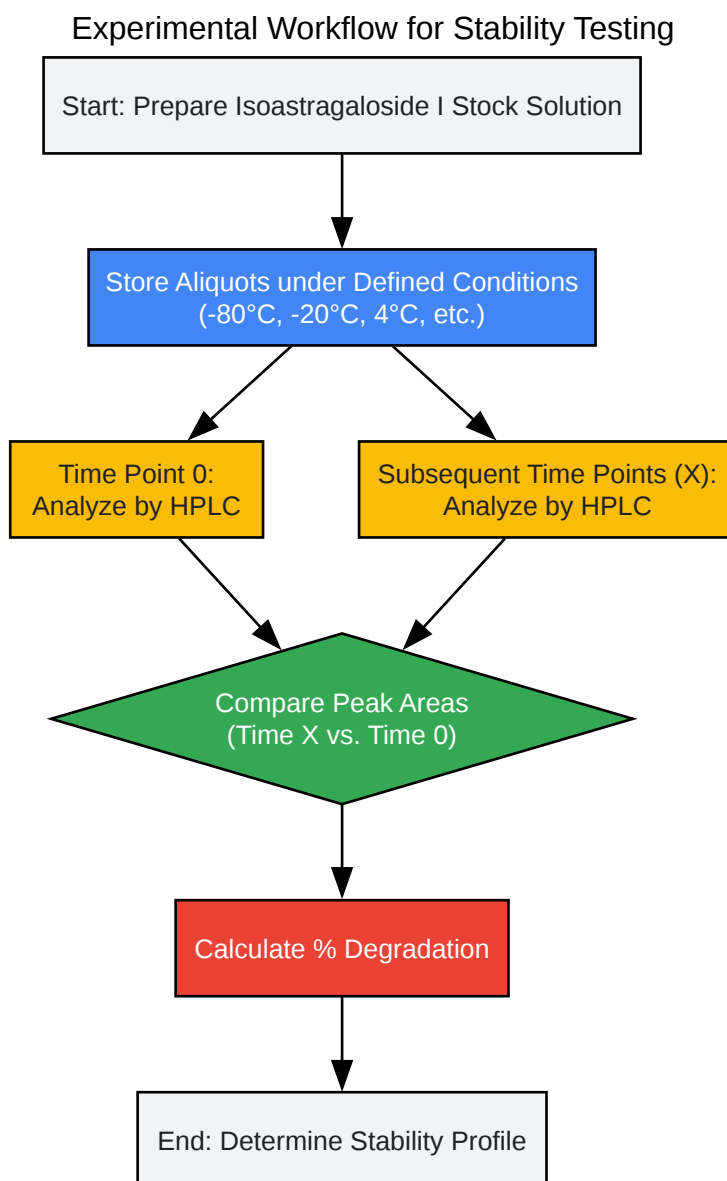 Experimental Workflow for Stability Testing
Start: Prepare Isoastragaloside I Stock Solution
Store Aliquots under Defined Conditions
(-80°C, -20°C, 4°C, etc.)
Time Point 0:
Analyze by HPLC
Subsequent Time Points (X):
Analyze by HPLC
Compare Peak Areas
(Time X vs. Time 0)
Calculate % Degradation
End: Determine Stability Profile